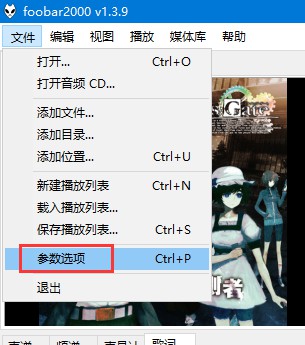 foobar2000 v1.3.9
文件 编辑 视图 播放 媒体库 帮助
打开... Ctrl+O
打开音频 CD...
添加文件...
添加目录...
添加位置... Ctrl+U
新建播放列表 Ctrl+N
载入播放列表...
保存播放列表... Ctrl+S
参数选项 Ctrl+P
退出
歌词